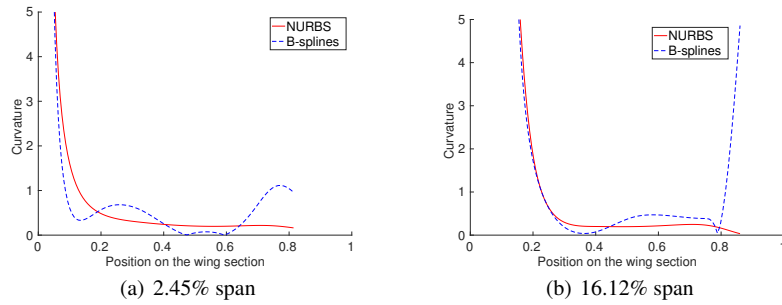 5
4
3
2
1
0
Curvature
NURBS
B-splines
0
0.2
0.4
0.6
0.8
1
Position on the wing section
(a) 2.45% span
5
4
3
2
1
0
Curvature
NURBS
B-splines
0
0.2
0.4
0.6
0.8
1
Position on the wing section
(b) 16.12% span